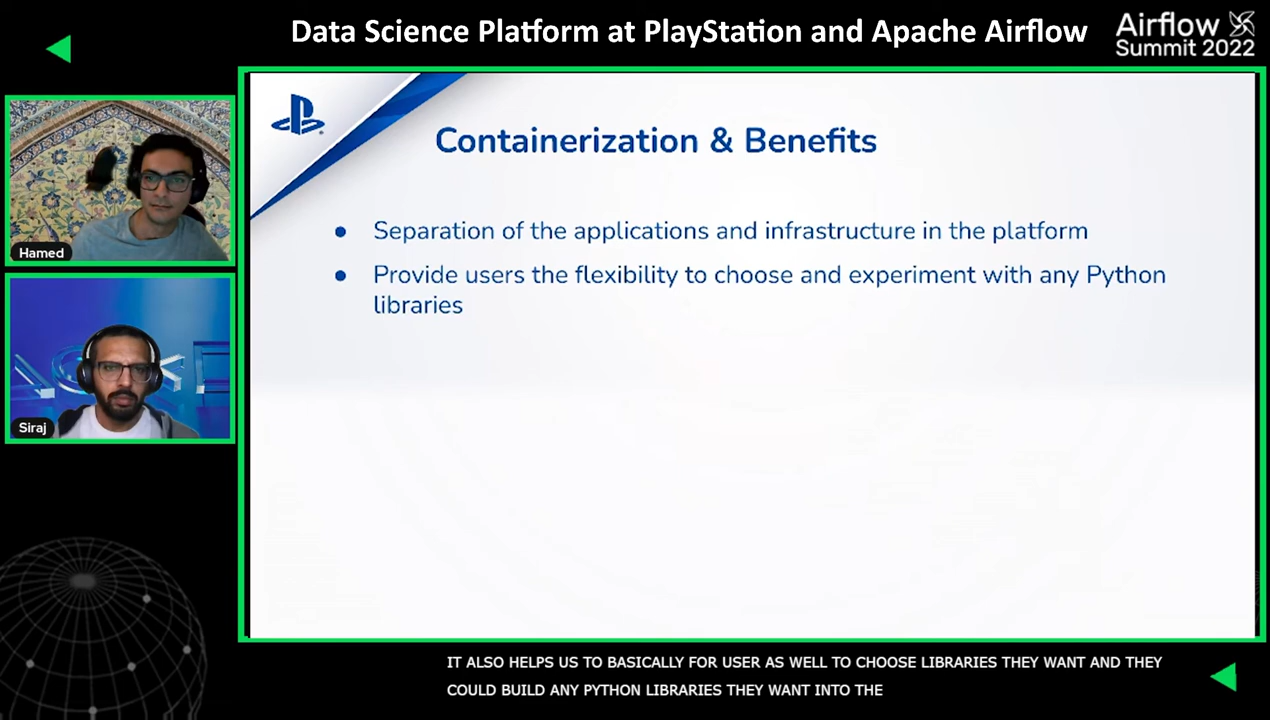 Data Science Platform at PlayStation and Apache Airflow
Airflow
Summit 2022
Hamed
Siraj
Containerization & Benefits
● Separation of the applications and infrastructure in the platform
● Provide users the flexibility to choose and experiment with any Python
libraries
IT ALSO HELPS US TO BASICALLY FOR USER AS WELL TO CHOOSE LIBRARIES THEY WANT AND THEY
COULD BUILD ANY PYTHON LIBRARIES THEY WANT INTO THE